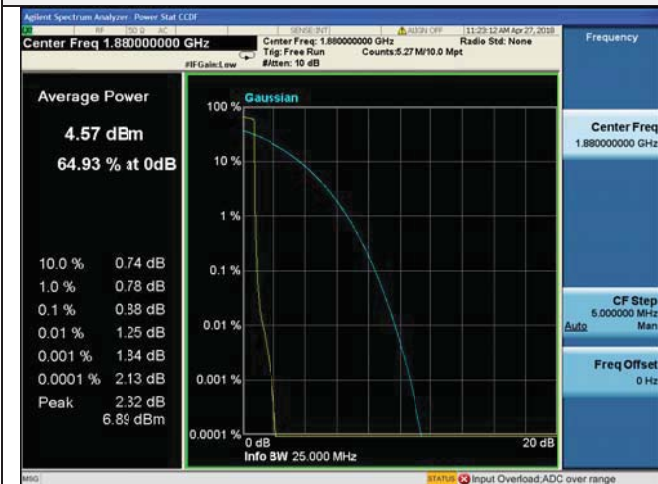 Agilent Spectrum Analyzer - Power Stat CCDF
RF 50 Ω AC SENSE:INT ALIGN OFF 11:23:12 AM Apr 27, 2018
Center Freq 1.880000000 GHz
Center Freq: 1.880000000 GHz Radio Std: None
Trig: Free Run Counts:5.27 M/10.0 Mpt
#IFGain:Low #Atten: 10 dB
Frequency
Average Power
4.57 dBm
64.93 % at 0dB
10.0 % 0.74 dB
1.0 % 0.78 dB
0.1 % 0.88 dB
0.01 % 1.25 dB
0.001 % 1.84 dB
0.0001 % 2.13 dB
Peak 2.32 dB
6.89 dBm
Gaussian
100 %
10 %
1 %
0.1 %
0.01 %
0.001 %
0.0001 %
0 dB 20 dB
Info BW 25.000 MHz
Center Freq
1.880000000 GHz
CF Step
5.000000 MHz
Auto Man
Freq Offset
0 Hz
MSG STATUS Input Overload;ADC over range